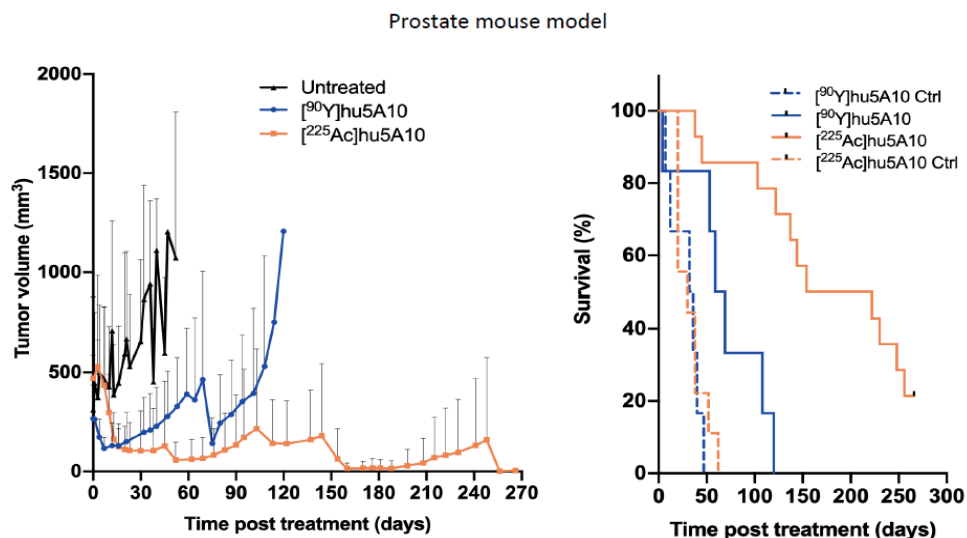 Prostate mouse model
Tumor volume (mm³)
2000
1500
1000
500
0
Untreated
[⁹⁰Y]hu5A10
[²²⁵Ac]hu5A10
0 30 60 90 120 150 180 210 240 270
Time post treatment (days)
Survival (%)
100
80
60
40
20
0
[⁹⁰Y]hu5A10 Ctrl
[⁹⁰Y]hu5A10
[²²⁵Ac]hu5A10
[²²⁵Ac]hu5A10 Ctrl
0 50 100 150 200 250 300
Time post treatment (days)